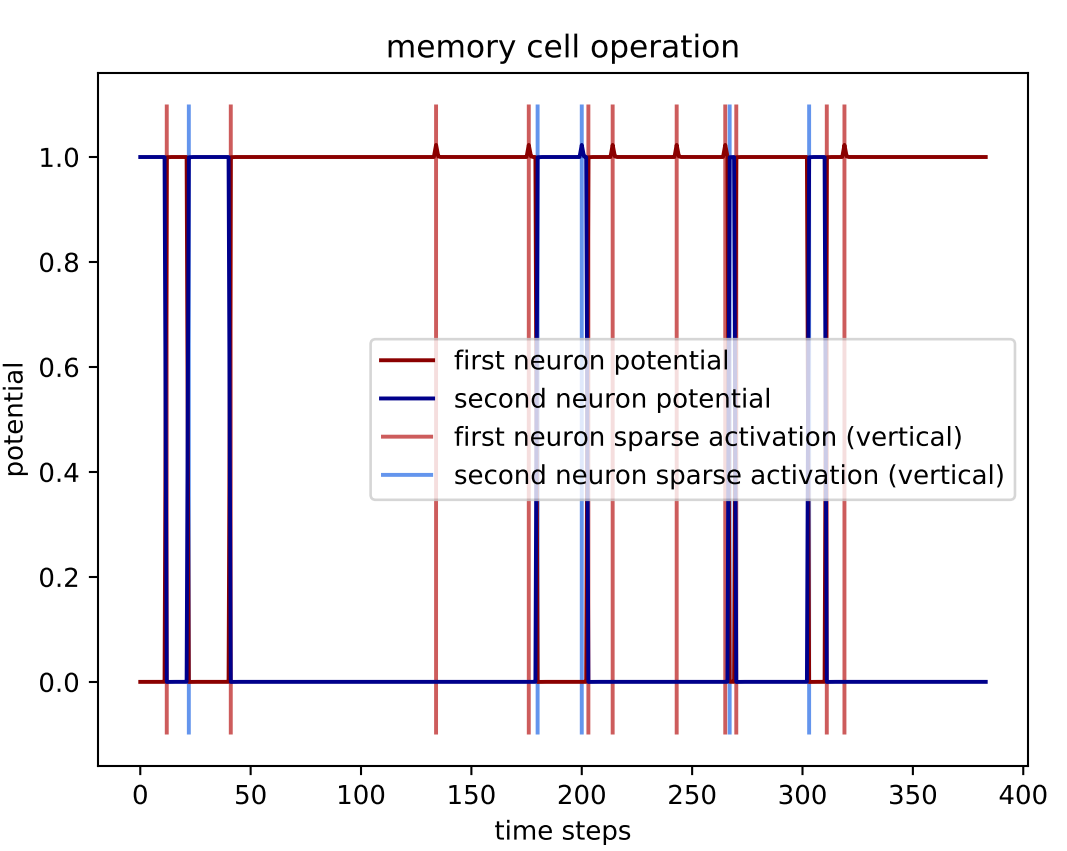 memory cell operation
1.0
0.8
0.6
0.4
0.2
0.0
potential
first neuron potential
second neuron potential
first neuron sparse activation (vertical)
second neuron sparse activation (vertical)
0 50 100 150 200 250 300 350 400
time steps